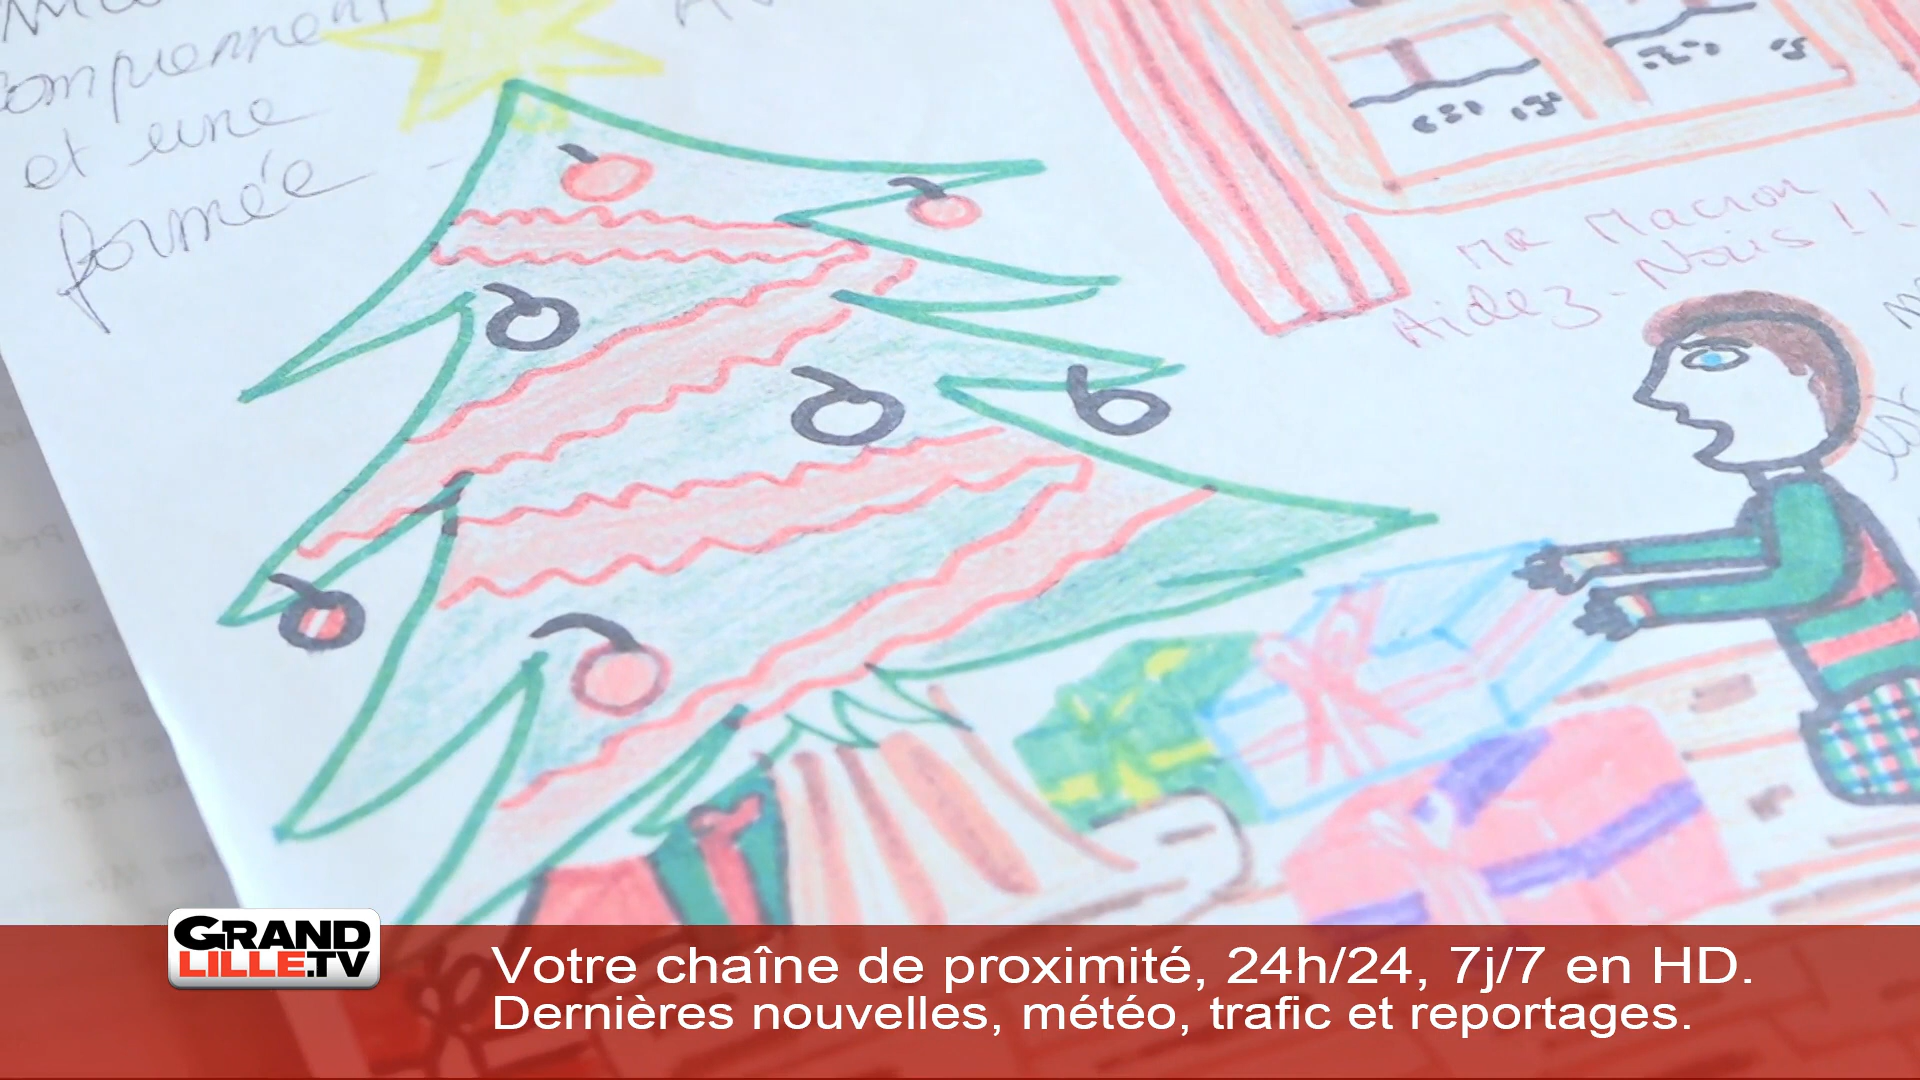 comprennent
et une
formée
Mr Macron
Aidez-Nous !!
est
GRAND
LILLE.TV
Votre chaîne de proximité, 24h/24, 7j/7 en HD.
Dernières nouvelles, météo, trafic et reportages.